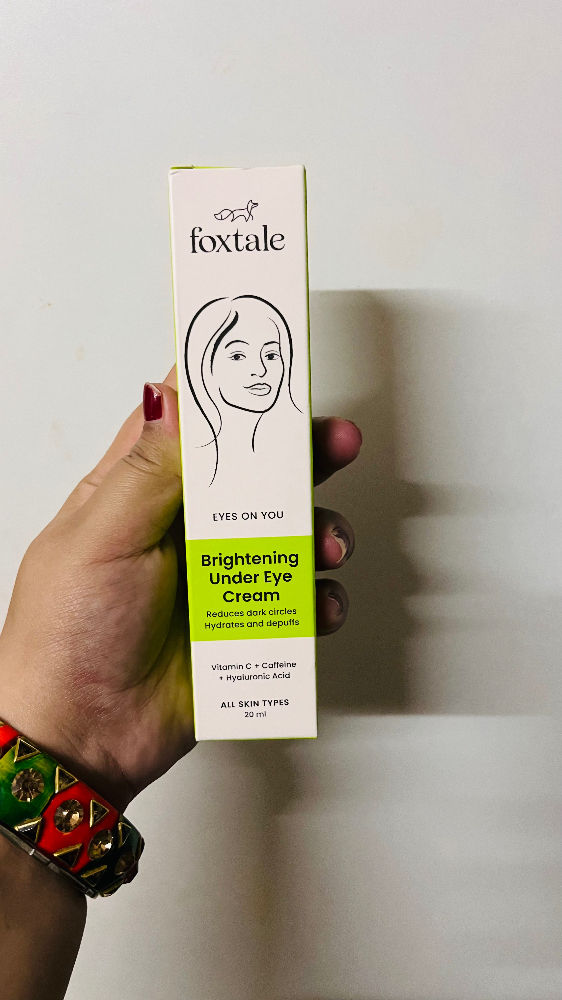 foxtale
EYES ON YOU
Brightening
Under Eye
Cream
Reduces dark circles
Hydrates and depuffs
Vitamin C + Caffeine
+ Hyaluronic Acid
ALL SKIN TYPES
20 ml